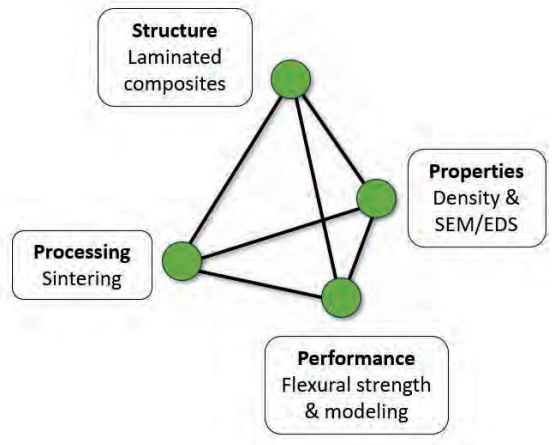 Structure
Laminated
composites
Properties
Density &
SEM/EDS
Processing
Sintering
Performance
Flexural strength
& modeling